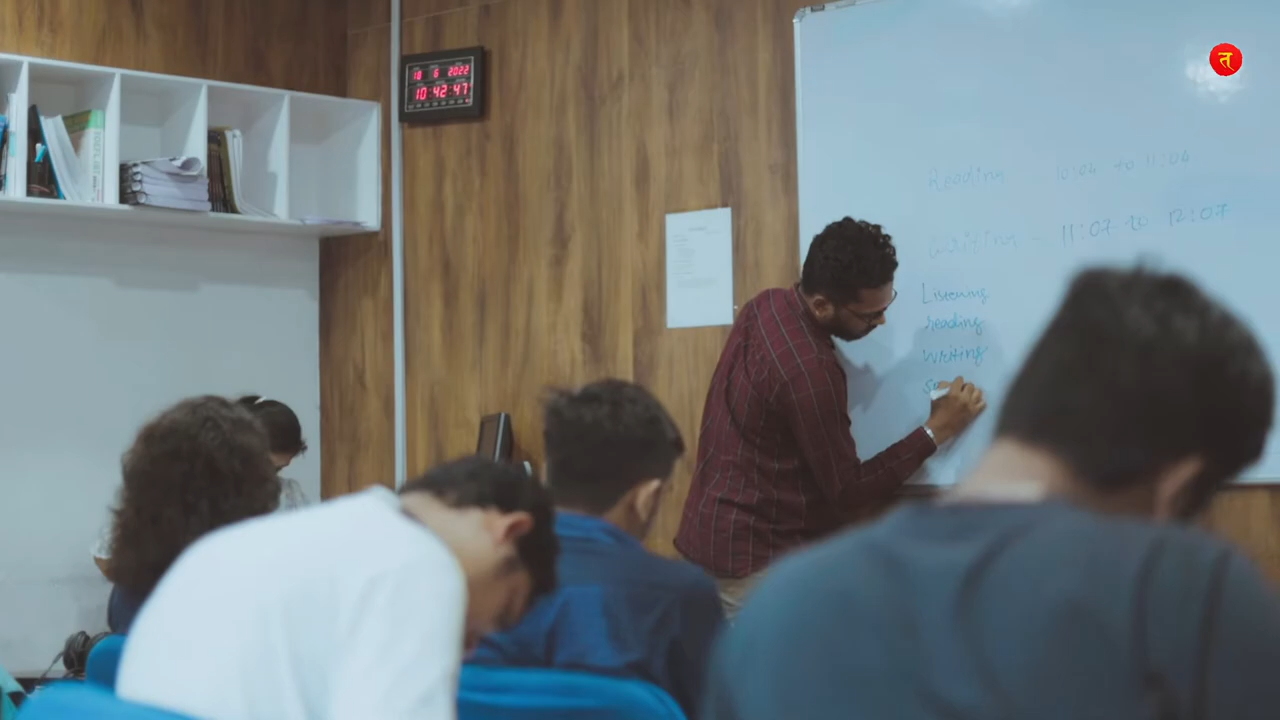 त
18 6 2022
10:42:47
Reading 10:04 to 11:04
Writing - 11:07 to 12:07
Listening
reading
writing